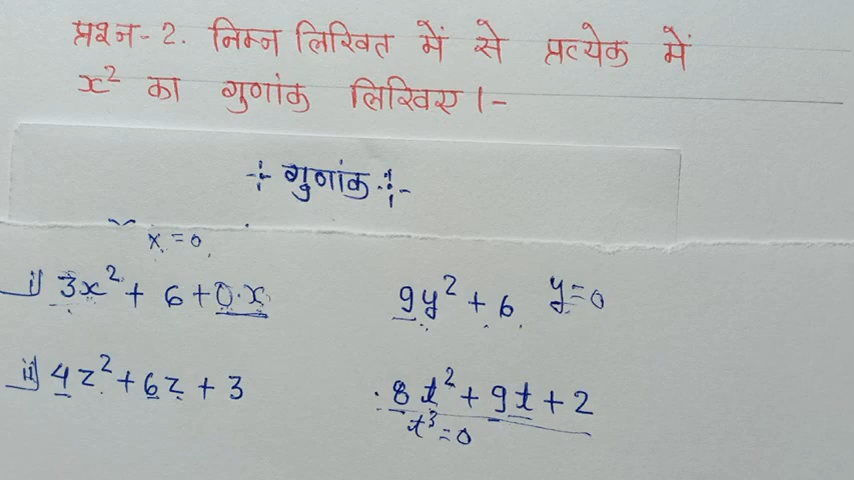 प्रश्न-2. निम्न लिखित में से प्रत्येक में
x² का गुणांक लिखिए।-
-:- गुणांक -:-
x = 0
i) 3x² + 6 + 0.x
9y² + 6 y=0
ii) 4z² + 6z + 3
8t² + 9t + 2
t³ = 0